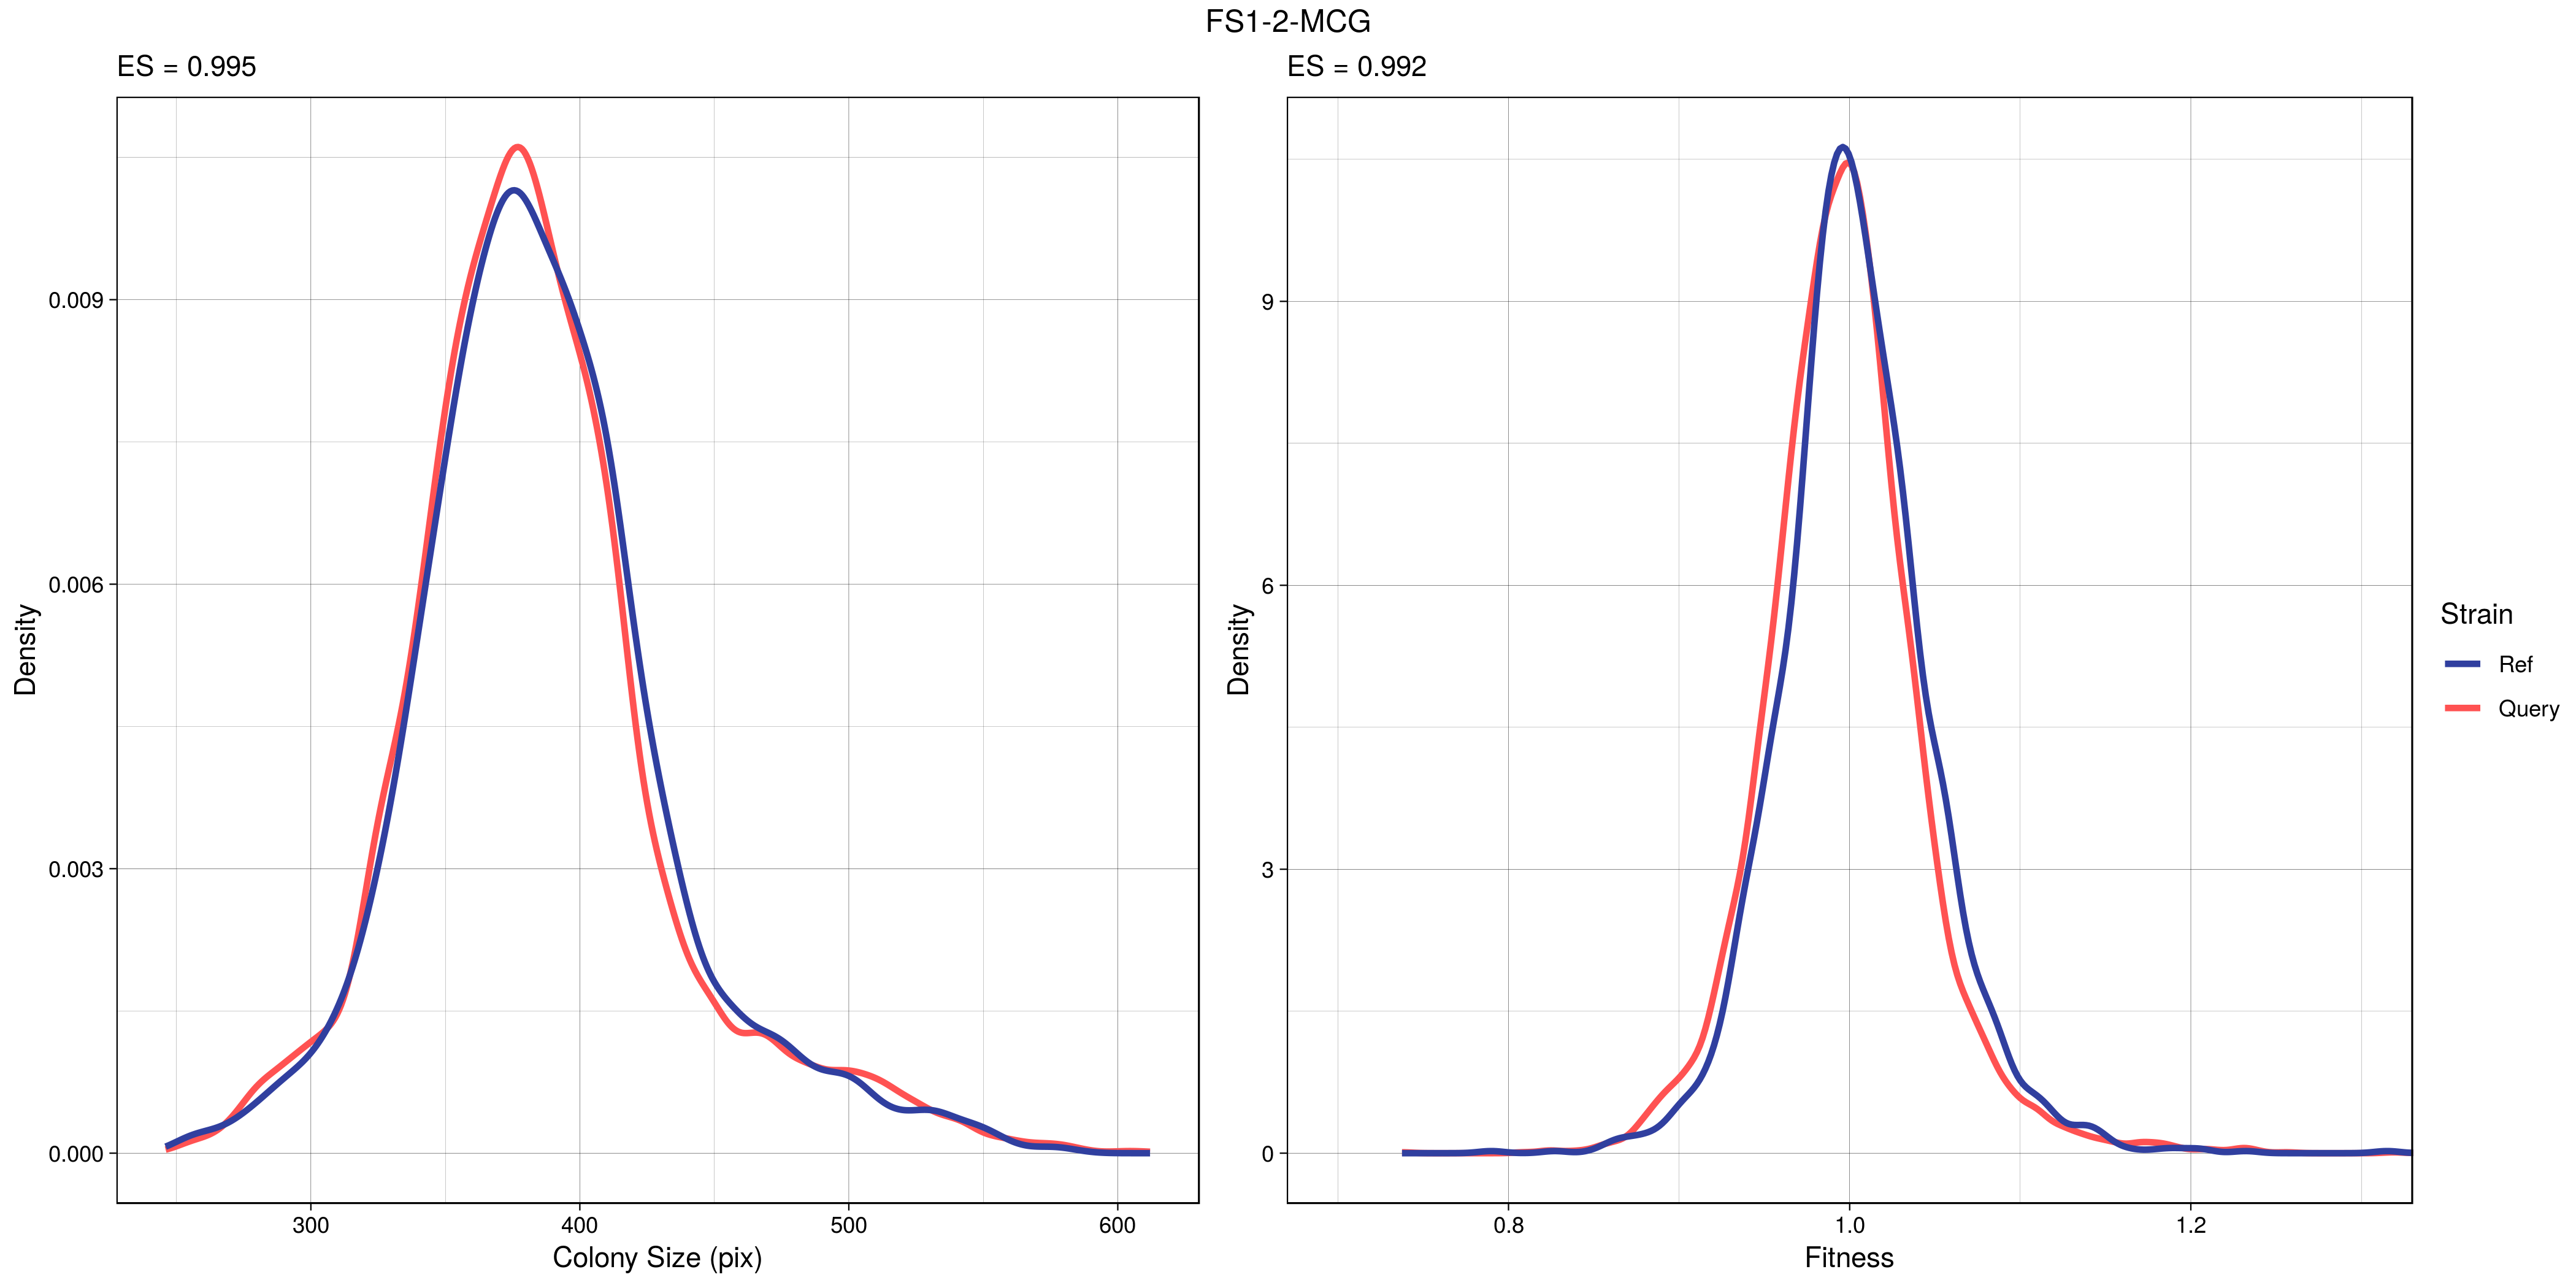 FS1-2-MCG
ES = 0.995
ES = 0.992
Density
0.009
0.006
0.003
0.000
300 400 500 600
Colony Size (pix)
Density
9
6
3
0
0.8 1.0 1.2
Fitness
Strain
Ref
Query